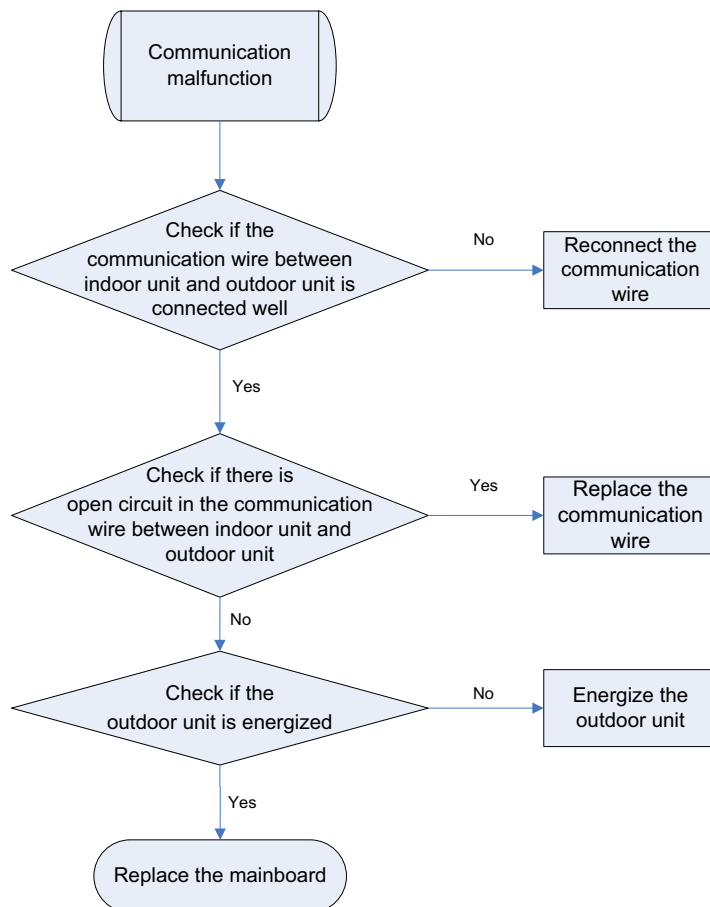 Communication
malfunction
Check if the
communication wire between
indoor unit and outdoor unit is
connected well
No
Reconnect the
communication
wire
Yes
Check if there is
open circuit in the communication
wire between indoor unit and
outdoor unit
Yes
Replace the
communication
wire
No
Check if the
outdoor unit is energized
No
Energize the
outdoor unit
Yes
Replace the mainboard